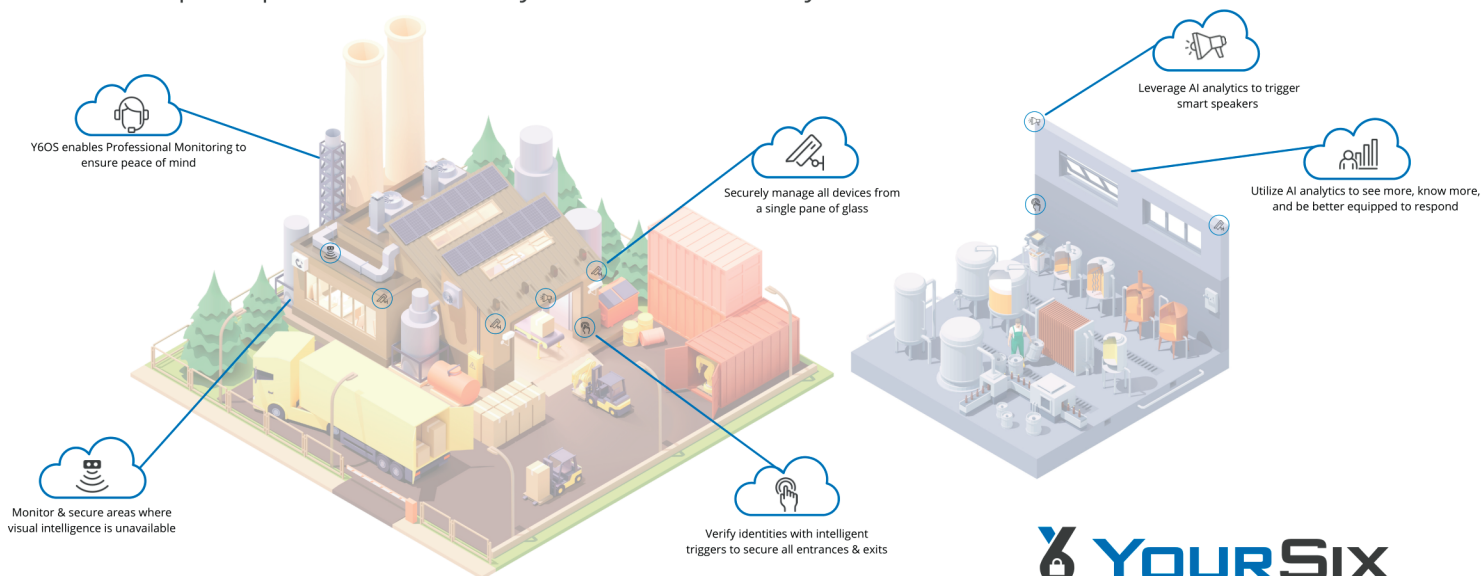 Y6OS enables Professional Monitoring to
ensure peace of mind
Securely manage all devices from
a single pane of glass
Monitor & secure areas where
visual intelligence is unavailable
Verify identities with intelligent
triggers to secure all entrances & exits
Leverage AI analytics to trigger
smart speakers
Utilize AI analytics to see more, know more,
and be better equipped to respond
YOURSIX